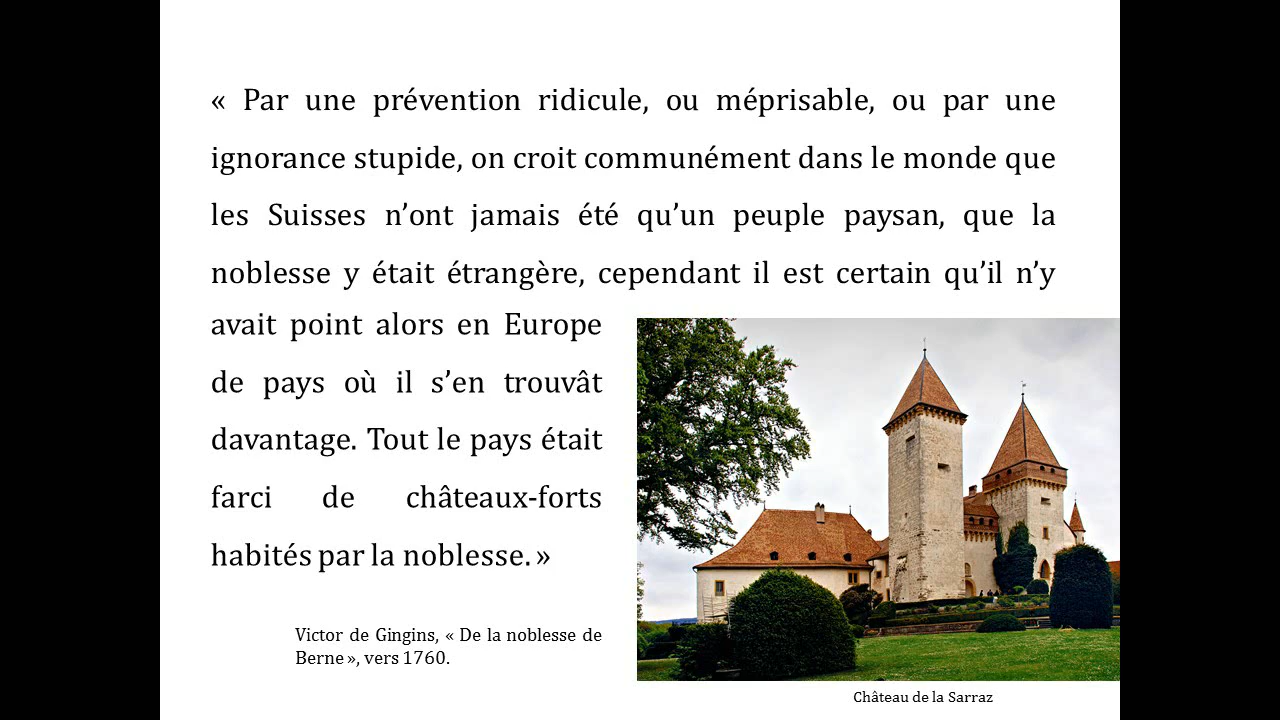 « Par une prévention ridicule, ou méprisable, ou par une
ignorance stupide, on croit communément dans le monde que
les Suisses n’ont jamais été qu’un peuple paysan, que la
noblesse y était étrangère, cependant il est certain qu’il n’y
avait point alors en Europe
de pays où il s’en trouvât
davantage. Tout le pays était
farci de châteaux-forts
habités par la noblesse. »
Victor de Gingins, « De la noblesse de
Berne », vers 1760.
Château de la Sarraz